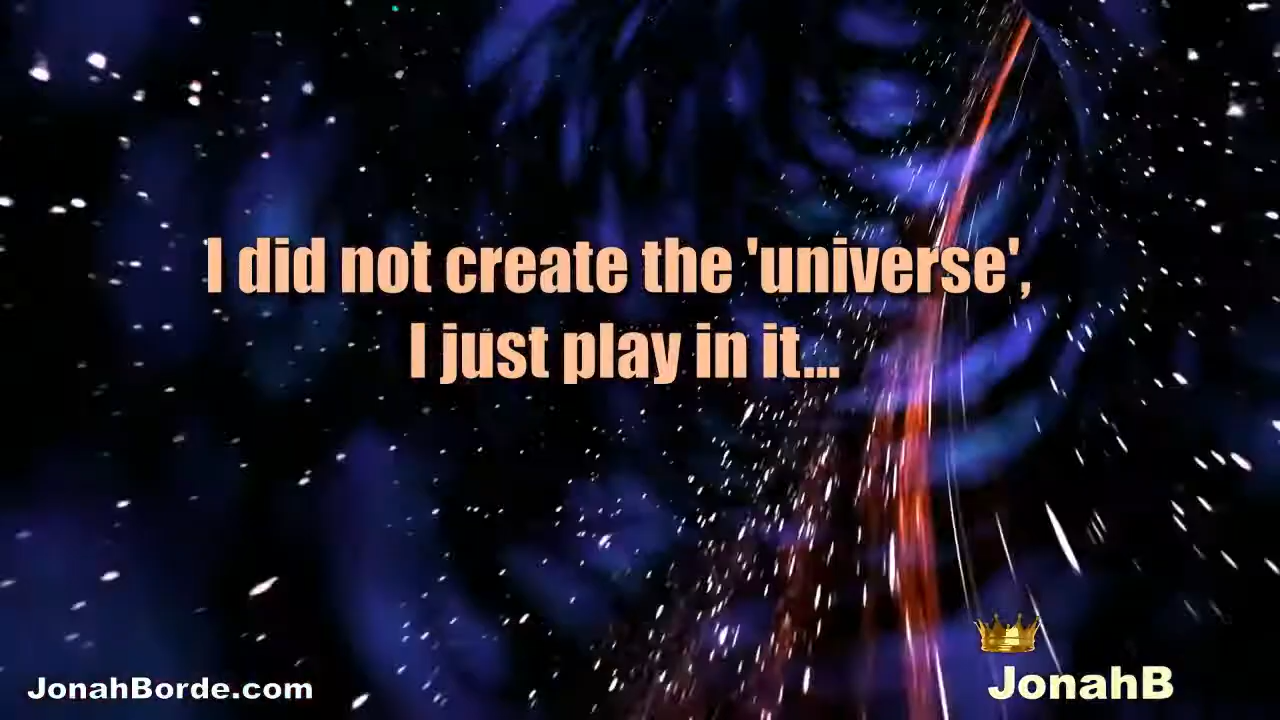 I did not create the 'universe',
I just play in it...
JonahBorde.com
JonahB